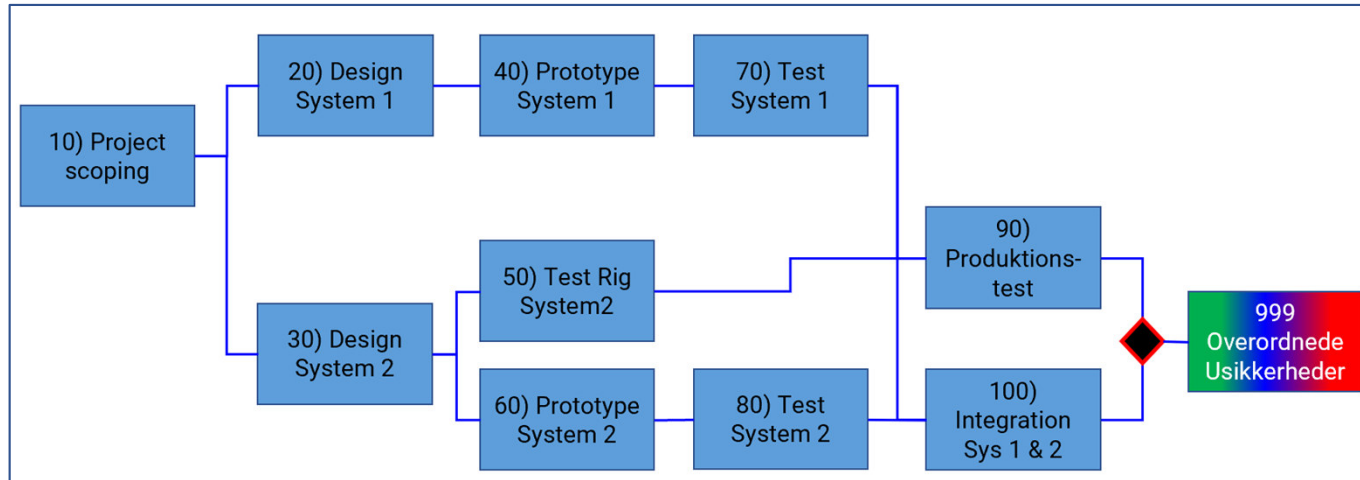 10) Project
scoping
20) Design
System 1
40) Prototype
System 1
70) Test
System 1
30) Design
System 2
50) Test Rig
System2
60) Prototype
System 2
80) Test
System 2
90)
Produktions-
test
100)
Integration
Sys 1 & 2
999
Overordnede
Usikkerheder